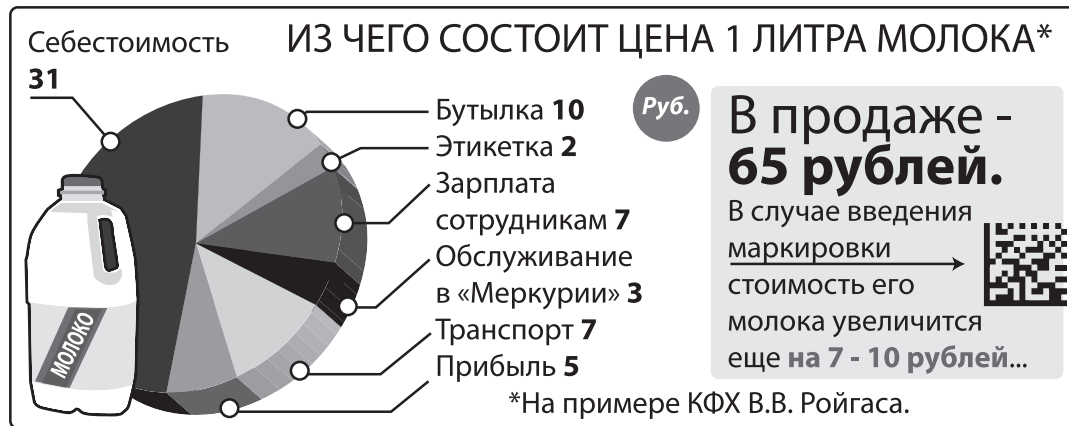 ИЗ ЧЕГО СОСТОИТ ЦЕНА 1 ЛИТРА МОЛОКА*
Себестоимость
31
Бутылка 10
Этикетка 2
Зарплата
сотрудникам 7
Обслуживание
в «Меркурии» 3
Транспорт 7
Прибыль 5
МОЛОКО
Руб.
В продаже -
65 рублей.
В случае введения
маркировки
стоимость его
молока увеличится
еще на 7 - 10 рублей...
*На примере КФХ В.В. Ройгаса.